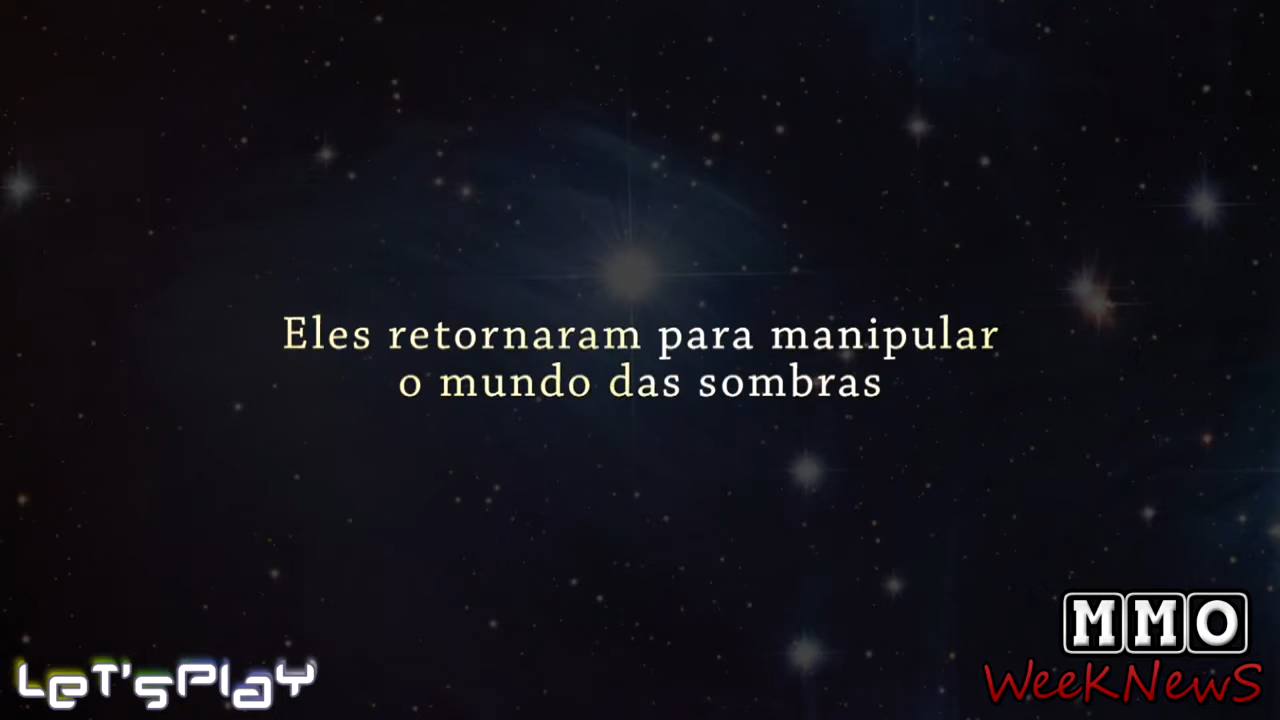 Eles retornaram para manipular
o mundo das sombras
MMO
LeT'sPlaY
WeeKNewS